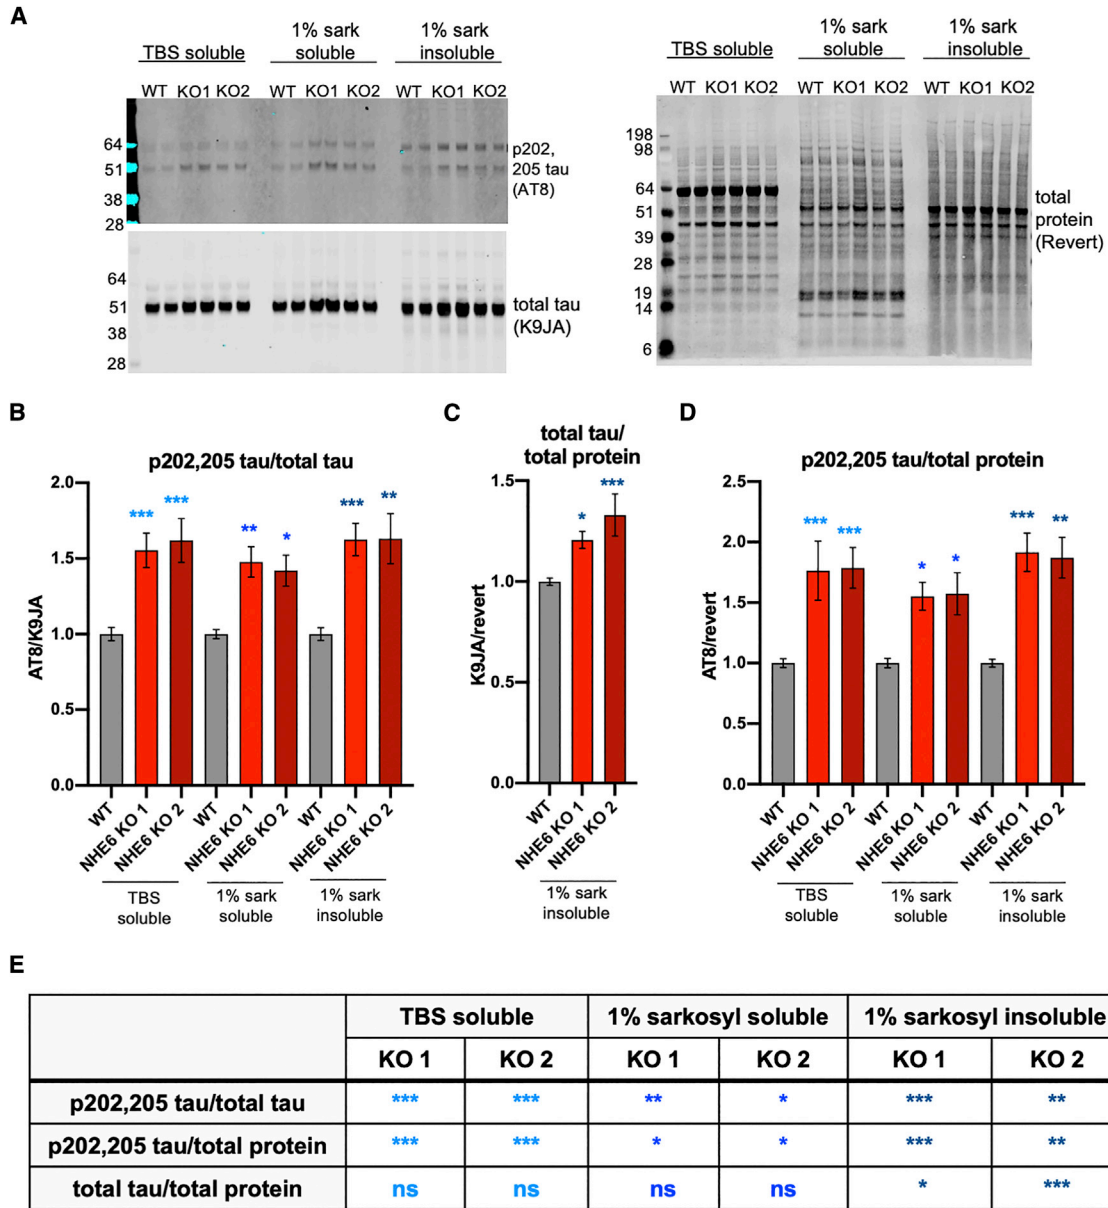 A
TBS soluble
1% sark
soluble
1% sark
insoluble
WT KO1 KO2 WT KO1 KO2 WT KO1 KO2
64
51
38
28
p202,
205 tau
(AT8)
64
51
38
28
total tau
(K9JA)
TBS soluble
1% sark
soluble
1% sark
insoluble
WT KO1 KO2 WT KO1 KO2 WT KO1 KO2
198
98
64
51
39
28
19
14
6
total
protein
(Revert)
B
p202,205 tau/total tau
AT8/K9JA
2.0
1.5
1.0
0.5
0.0
*** *** ** * *** **
WT NHE6 KO 1 NHE6 KO 2 WT NHE6 KO 1 NHE6 KO 2 WT NHE6 KO 1 NHE6 KO 2
TBS
soluble
1% sark
soluble
1% sark
insoluble
C
total tau/
total protein
K9JA/revert
1.5
1.0
0.5
0.0
* ***
WT NHE6 KO 1 NHE6 KO 2
1% sark
insoluble
D
p202,205 tau/total protein
AT8/revert
2.5
2.0
1.5
1.0
0.5
0.0
*** *** * * *** **
WT NHE6 KO 1 NHE6 KO 2 WT NHE6 KO 1 NHE6 KO 2 WT NHE6 KO 1 NHE6 KO 2
TBS
soluble
1% sark
soluble
1% sark
insoluble
E
TBS soluble 1% sarkosyl soluble 1% sarkosyl insoluble
KO 1 KO 2 KO 1 KO 2 KO 1 KO 2
p202,205 tau/total tau *** *** ** * *** **
p202,205 tau/total protein *** *** * * *** **
total tau/total protein ns ns ns ns * ***